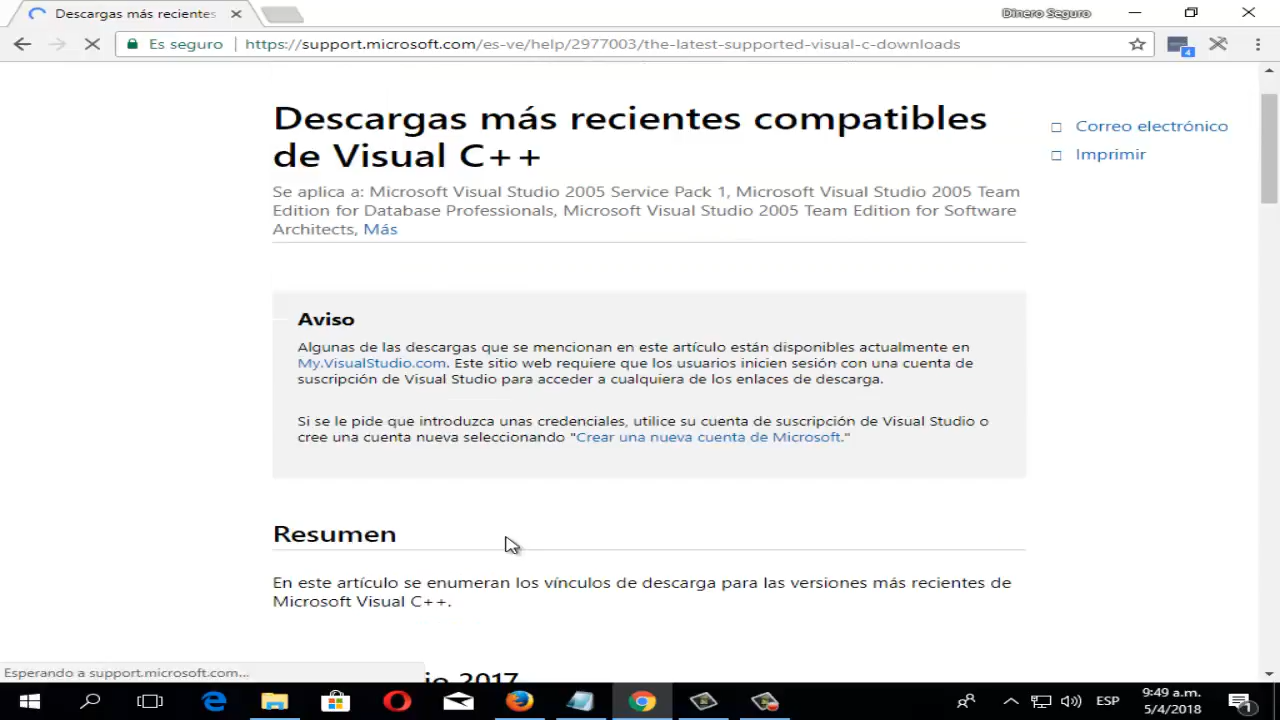 Descargas más recientes
Dinero Seguro
Es seguro
https://support.microsoft.com/es-ve/help/2977003/the-latest-supported-visual-c-downloads
4
Descargas más recientes compatibles
de Visual C++
Correo electrónico
Imprimir
Se aplica a: Microsoft Visual Studio 2005 Service Pack 1, Microsoft Visual Studio 2005 Team
Edition for Database Professionals, Microsoft Visual Studio 2005 Team Edition for Software
Architects, Más
Aviso
Algunas de las descargas que se mencionan en este artículo están disponibles actualmente en
My.VisualStudio.com. Este sitio web requiere que los usuarios inicien sesión con una cuenta de
suscripción de Visual Studio para acceder a cualquiera de los enlaces de descarga.
Si se le pide que introduzca unas credenciales, utilice su cuenta de suscripción de Visual Studio o
cree una cuenta nueva seleccionando "Crear una nueva cuenta de Microsoft."
Resumen
En este artículo se enumeran los vínculos de descarga para las versiones más recientes de
Microsoft Visual C++.
Esperando a support.microsoft.com...
io 2017
ESP
9:49 a.m.
5/4/2018
1